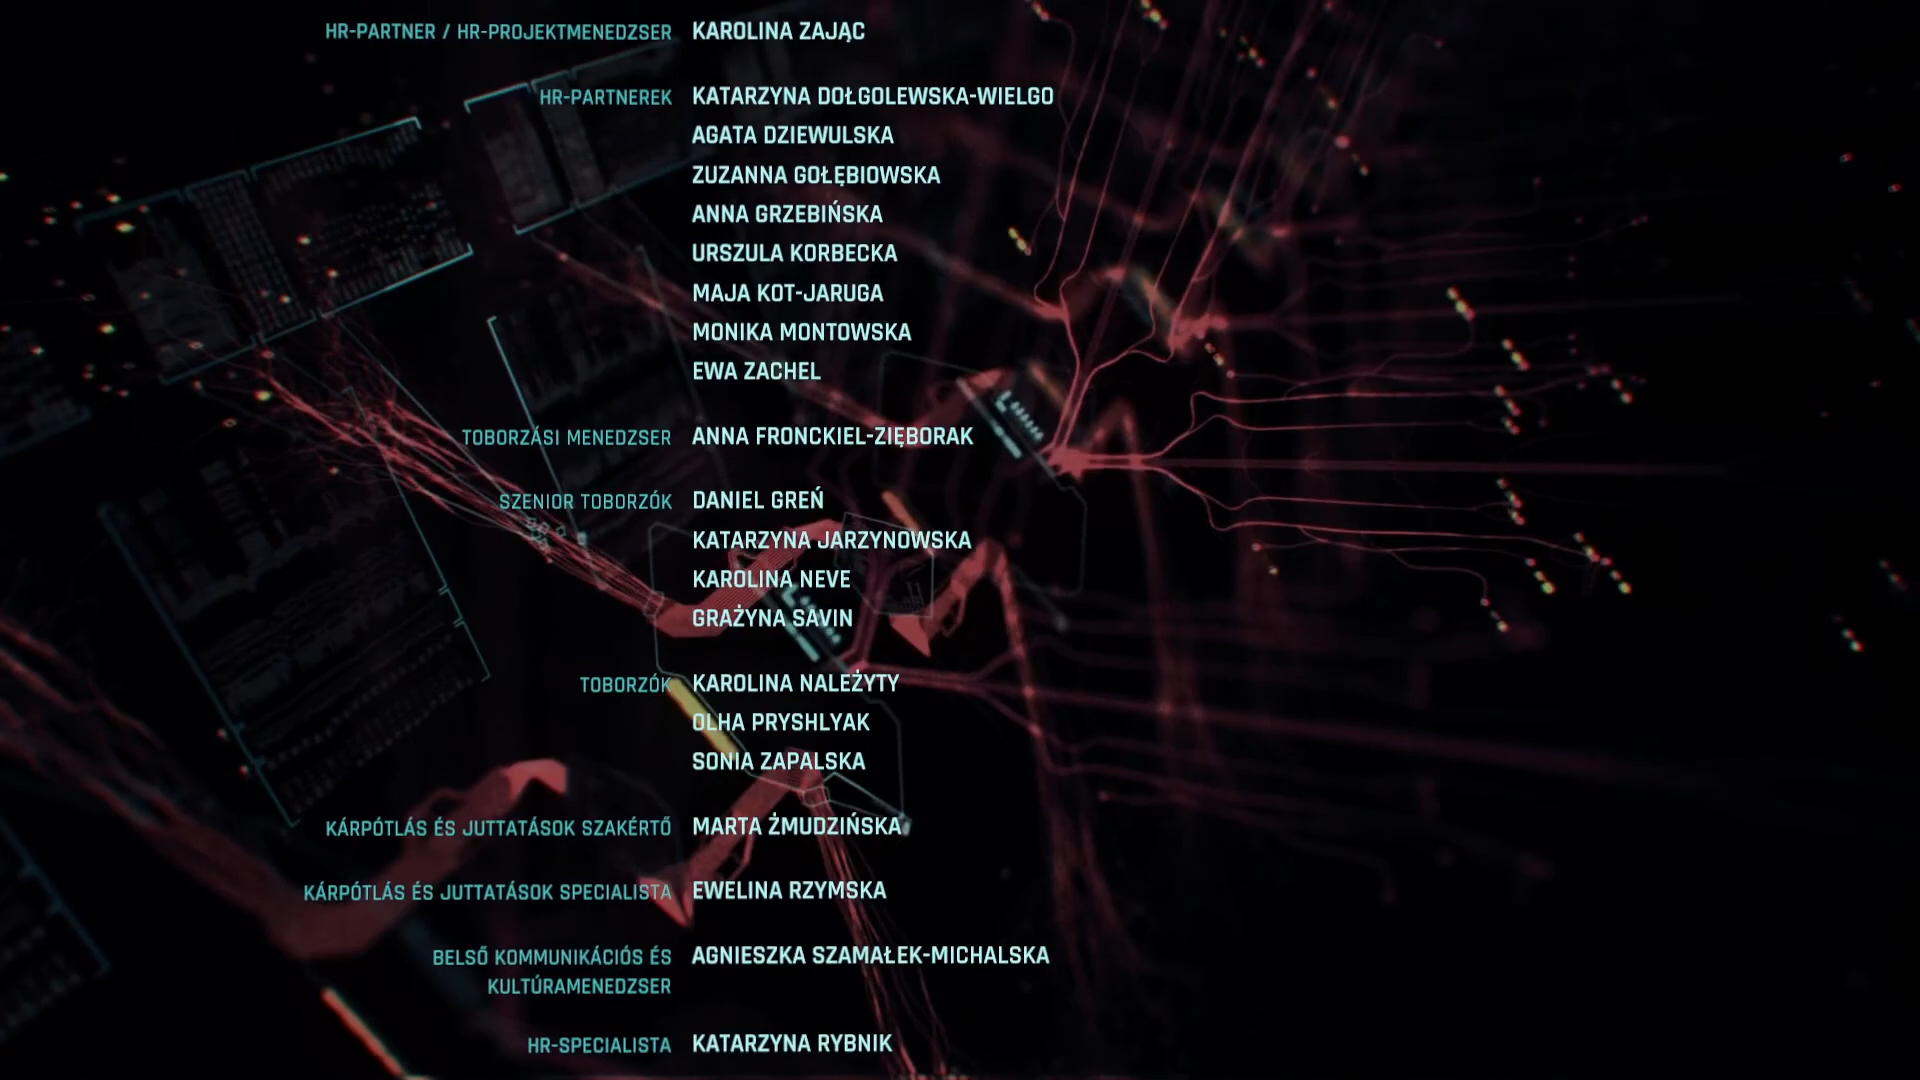 HR-PARTNER / HR-PROJEKTMENEDZSER KAROLINA ZAJĄC
HR-PARTNEREK KATARZYNA DOŁGOLEWSKA-WIELGO
AGATA DZIEWULSKA
ZUZANNA GOŁĘBIOWSKA
ANNA GRZEBIŃSKA
URSZULA KORBECKA
MAJA KOT-JARUGA
MONIKA MONTOWSKA
EWA ZACHEL
TOBORZÁSI MENEDZSER ANNA FRONCKIEL-ZIĘBORAK
SZENIOR TOBORZÓK DANIEL GREŃ
KATARZYNA JARZYNOWSKA
KAROLINA NEVE
GRAŻYNA SAVIN
TOBORZÓK KAROLINA NALEŻYTY
OLHA PRYSHLYAK
SONIA ZAPALSKA
KÁRPÓTLÁS ÉS JUTTATÁSOK SZAKÉRTŐ MARTA ŻMUDZIŃSKA
KÁRPÓTLÁS ÉS JUTTATÁSOK SPECIALISTA EWELINA RZYMSKA
BELSŐ KOMMUNIKÁCIÓS ÉS AGNIESZKA SZAMAŁEK-MICHALSKA
KULTÚRAMENEDZSER
HR-SPECIALISTA KATARZYNA RYBNIK